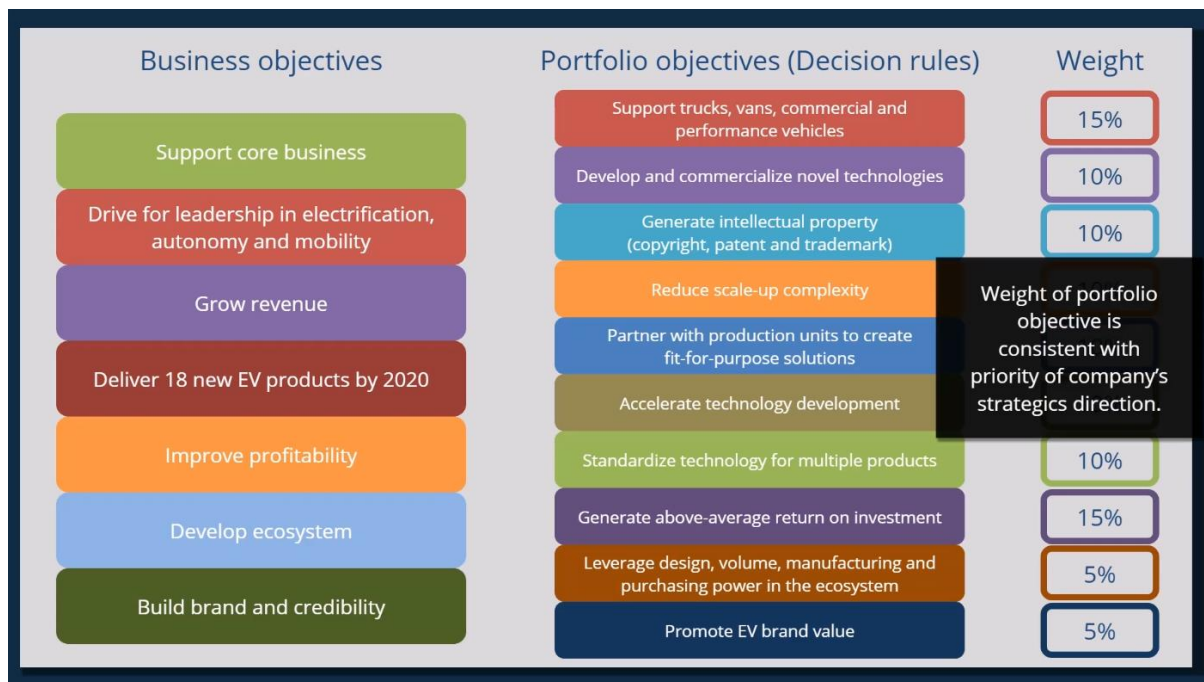 Business objectives
Support core business
Drive for leadership in electrification,
autonomy and mobility
Grow revenue
Deliver 18 new EV products by 2020
Improve profitability
Develop ecosystem
Build brand and credibility
Portfolio objectives (Decision rules)
Weight
Support trucks, vans, commercial and
performance vehicles
15%
Develop and commercialize novel technologies
10%
Generate intellectual property
(copyright, patent and trademark)
10%
Reduce scale-up complexity
Partner with production units to create
fit-for-purpose solutions
Accelerate technology development
Weight of portfolio
objective is
consistent with
priority of company's
strategics direction.
Standardize technology for multiple products
10%
Generate above-average return on investment
15%
Leverage design, volume, manufacturing and
purchasing power in the ecosystem
5%
Promote EV brand value
5%